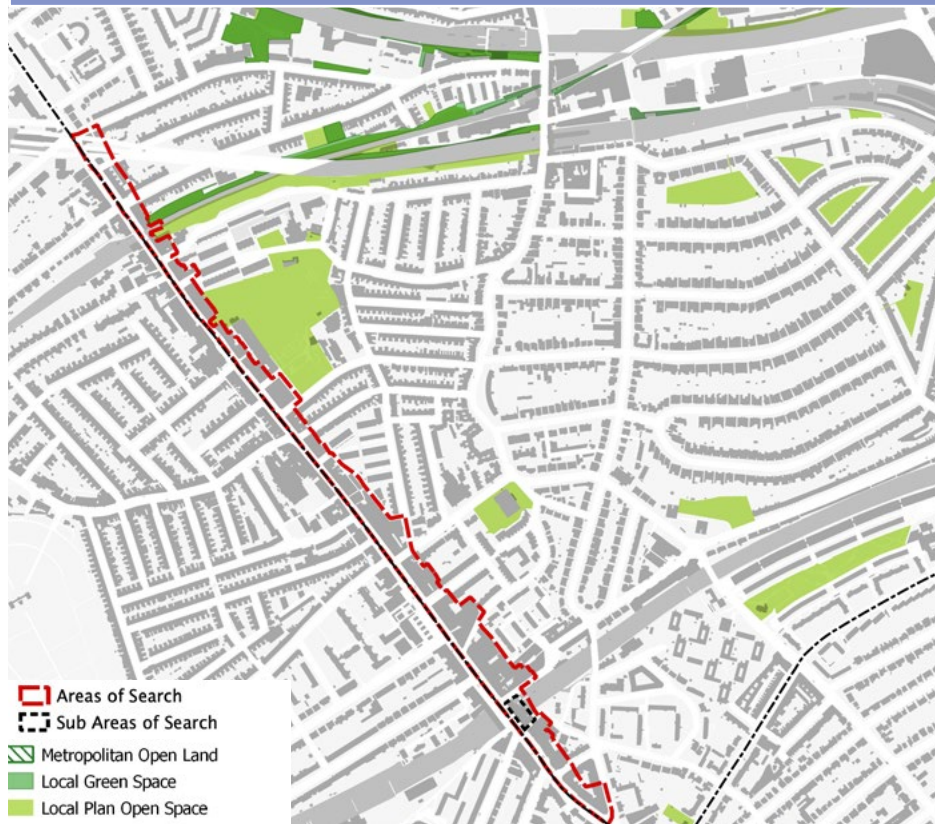 Areas of Search
Sub Areas of Search
Metropolitan Open Land
Local Green Space
Local Plan Open Space